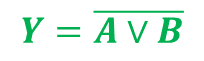 Y = \overline{A ∨ B}